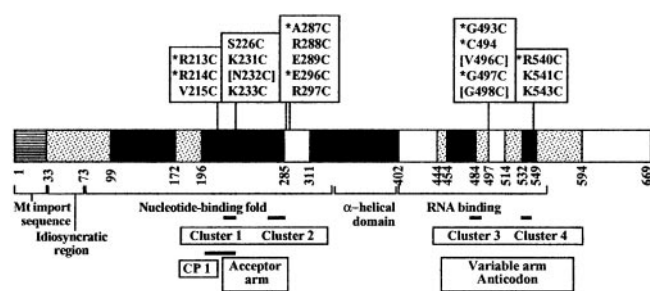 *R213C
*R214C
V215C
S226C
K231C
[N232C]
K233C
*A287C
R288C
E289C
*E296C
R297C
*G493C
*C494
[V496C]
*G497C
[G498C]
*R540C
K541C
K543C
1
33
73
99
172
196
285
311
402
444
454
484
497
514
532
549
594
669
Mt import
sequence
Idiosyncratic
region
Nucleotide-binding fold
α-helical
domain
RNA binding
Cluster 1
Cluster 2
Cluster 3
Cluster 4
CP 1
Acceptor
arm
Variable arm
Anticodon